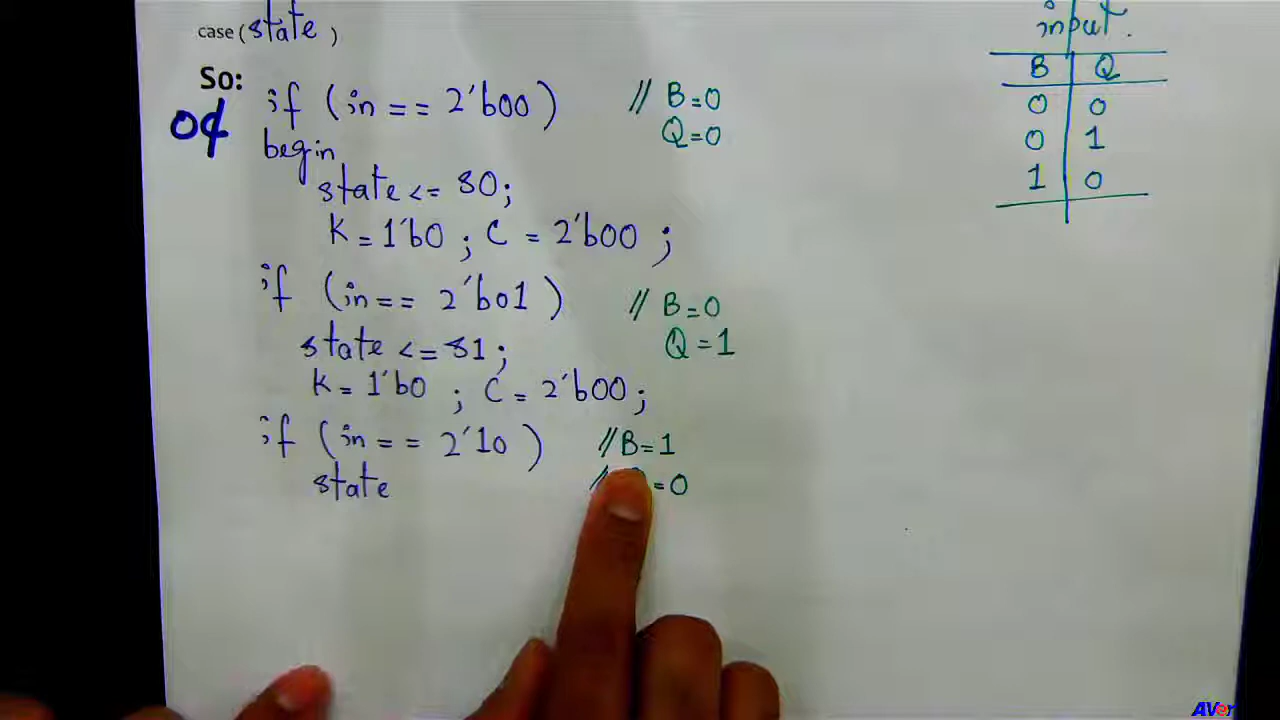 case (state )
So:
0¢
if (in == 2'b00) // B=0
Q=0
begin
state <= S0;
K = 1'b0 ; C = 2'b00 ;
if (in == 2'b01 ) // B=0
Q=1
state <= S1 ;
K = 1'b0 ; C = 2'b00 ;
if (in == 2'10 ) // B=1
state // =0
input.
B Q
0 0
0 1
1 0
AVer